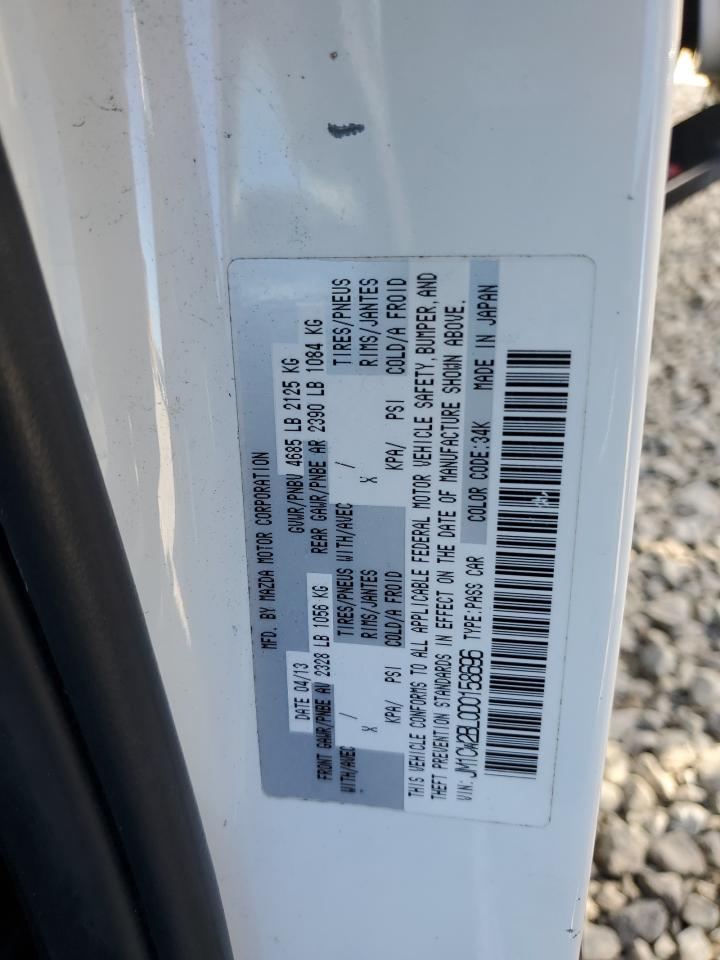 MFD. BY MAZDA MOTOR CORPORATION
DATE 04/13 GVWR/PNBV 4685 LB 2125 KG
FRONT GAWR/PNBE AV 2328 LB 1056 KG REAR GAWR/PNBE AR 2390 LB 1084 KG
WITH/AVEC / TIRES/PNEUS WITH/AVEC / TIRES/PNEUS
X RIMS/JANTES X RIMS/JANTES
KPA/ PSI COLD/A FROID KPA/ PSI COLD/A FROID
THIS VEHICLE CONFORMS TO ALL APPLICABLE FEDERAL MOTOR VEHICLE SAFETY, BUMPER, AND
THEFT PREVENTION STANDARDS IN EFFECT ON THE DATE OF MANUFACTURE SHOWN ABOVE.
VIN: JM1CW2BL0D0158696 TYPE:PASS CAR COLOR CODE:34K MADE IN JAPAN